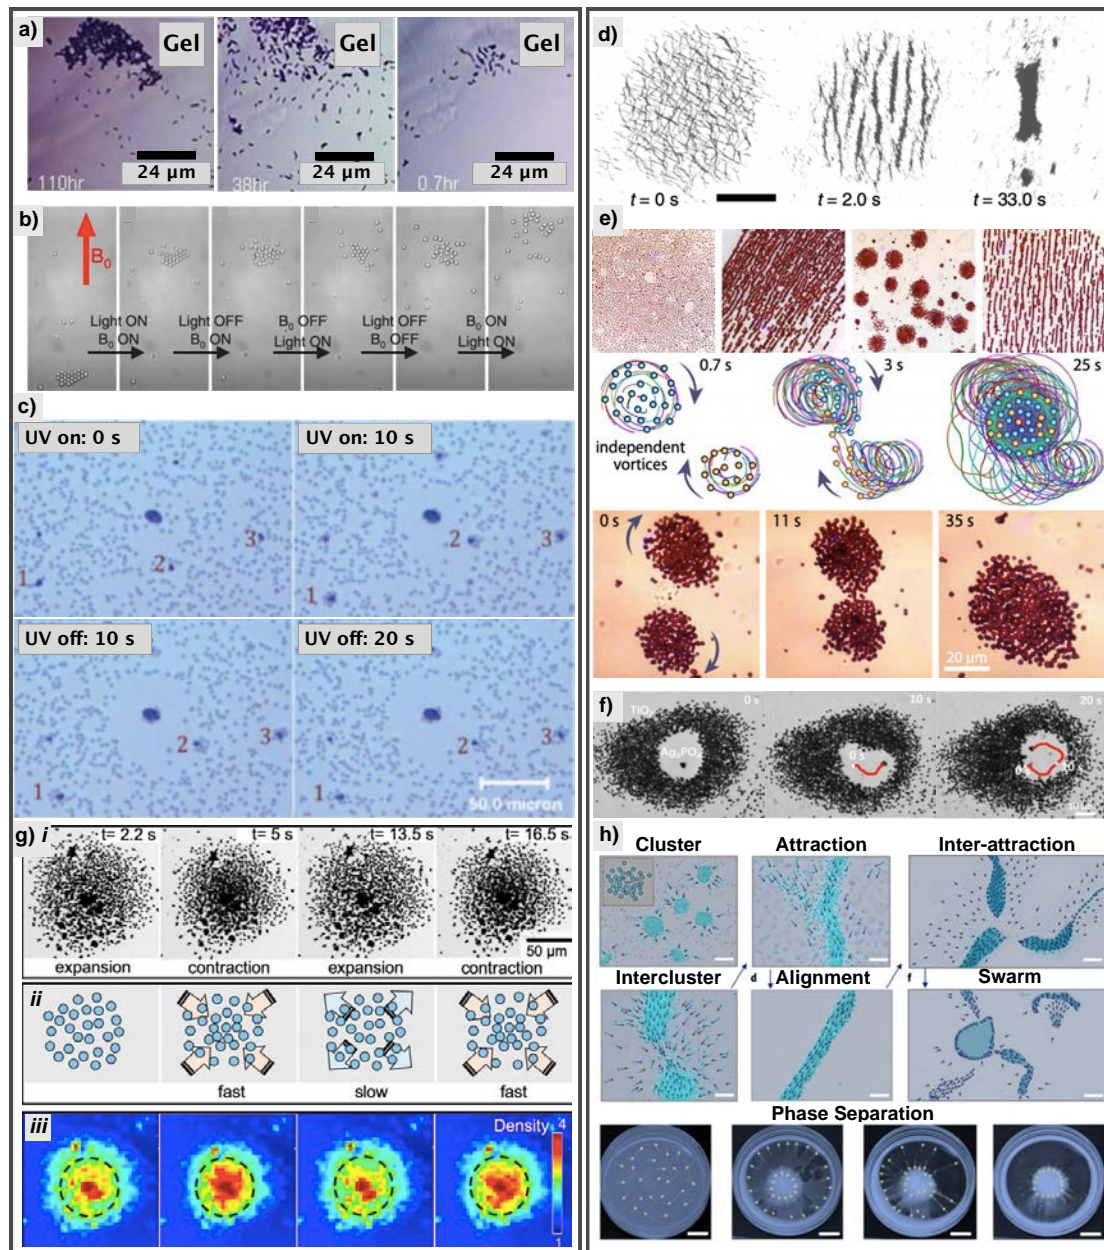 a)
Gel
Gel
Gel
24 µm
24 µm
24 µm
110hr
38hr
0.7hr
b)
B0
Light ON
B0 ON
Light OFF
B0 ON
B0 OFF
Light ON
Light OFF
B0 OFF
B0 ON
Light ON
c)
UV on: 0 s
UV on: 10 s
1
2
3
1
2
3
UV off: 10 s
UV off: 20 s
1
2
3
1
2
3
50.0 micron
g) i
t= 2.2 s
t= 5 s
t= 13.5 s
t= 16.5 s
50 µm
expansion
contraction
expansion
contraction
ii
fast
slow
fast
iii
Density
4
1
d)
t = 0 s
t = 2.0 s
t = 33.0 s
e)
0.7 s
3 s
25 s
independent
vortices
0 s
11 s
35 s
20 µm
f)
0 s
10 s
20 s
Ag3PO4
0 s
h)
Cluster
Attraction
Inter-attraction
Intercluster
d
Alignment
f
Swarm
Phase Separation